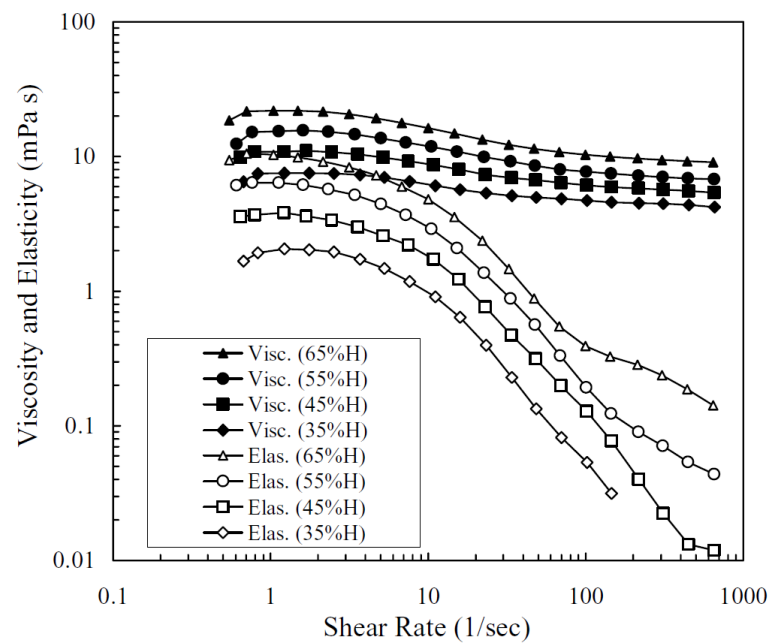 100
10
1
0.1
0.01
Viscosity and Elasticity (mPa s)
Visc. (65%H)
Visc. (55%H)
Visc. (45%H)
Visc. (35%H)
Elas. (65%H)
Elas. (55%H)
Elas. (45%H)
Elas. (35%H)
0.1 1 10 100 1000
Shear Rate (1/sec)